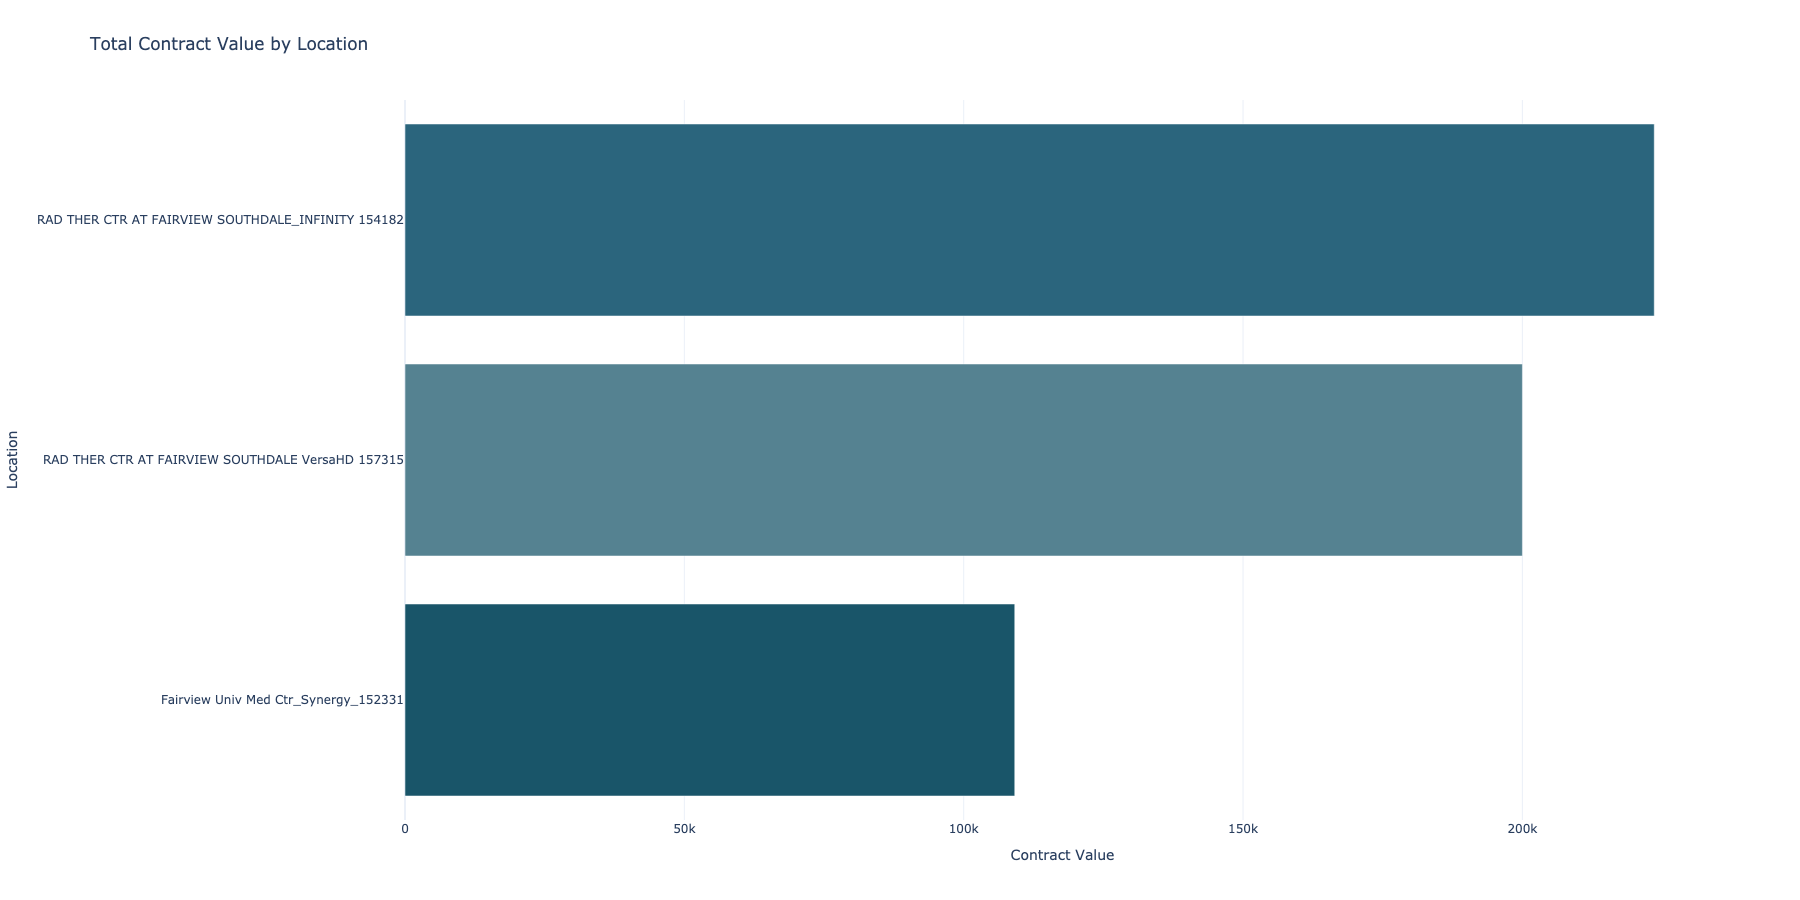 Total Contract Value by Location
RAD THER CTR AT FAIRVIEW SOUTHDALE_INFINITY 154182
RAD THER CTR AT FAIRVIEW SOUTHDALE VersaHD 157315
Fairview Univ Med Ctr_Synergy_152331
Location
0 50k 100k 150k 200k
Contract Value